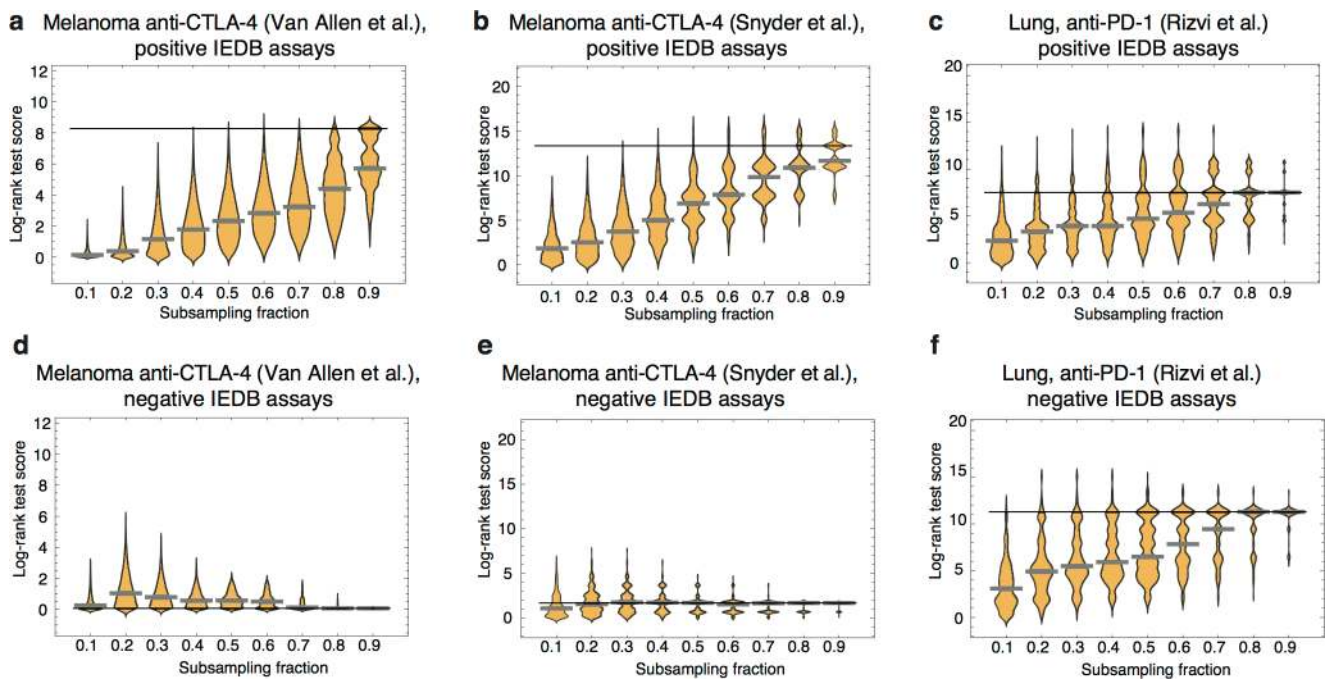 a
Melanoma anti-CTLA-4 (Van Allen et al.),
positive IEDB assays
Log-rank test score
12
10
8
6
4
2
0
0.1 0.2 0.3 0.4 0.5 0.6 0.7 0.8 0.9
Subsampling fraction
b
Melanoma anti-CTLA-4 (Snyder et al.),
positive IEDB assays
Log-rank test score
20
15
10
5
0
0.1 0.2 0.3 0.4 0.5 0.6 0.7 0.8 0.9
Subsampling fraction
c
Lung, anti-PD-1 (Rizvi et al.)
positive IEDB assays
Log-rank test score
20
15
10
5
0
0.1 0.2 0.3 0.4 0.5 0.6 0.7 0.8 0.9
Subsampling fraction
d
Melanoma anti-CTLA-4 (Van Allen et al.),
negative IEDB assays
Log-rank test score
12
10
8
6
4
2
0
0.1 0.2 0.3 0.4 0.5 0.6 0.7 0.8 0.9
Subsampling fraction
e
Melanoma anti-CTLA-4 (Snyder et al.),
negative IEDB assays
Log-rank test score
20
15
10
5
0
0.1 0.2 0.3 0.4 0.5 0.6 0.7 0.8 0.9
Subsampling fraction
f
Lung, anti-PD-1 (Rizvi et al.)
negative IEDB assays
Log-rank test score
20
15
10
5
0
0.1 0.2 0.3 0.4 0.5 0.6 0.7 0.8 0.9
Subsampling fraction